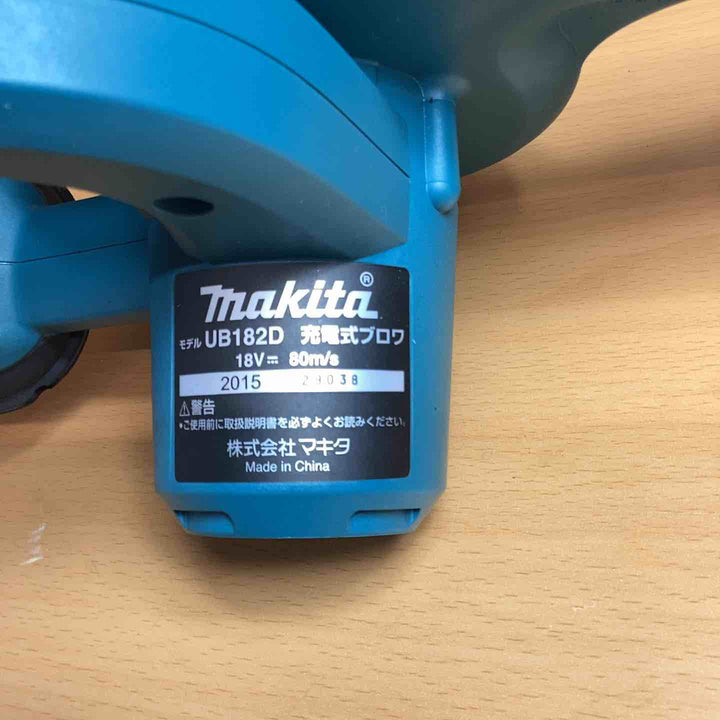 makita®
モデル UB182D 充電式ブロワ
18V⎓ 80m/s
2015 28038
⚠警告
•ご使用前に取扱説明書を必ずよくお読みください。
株式会社 マキタ
Made in China